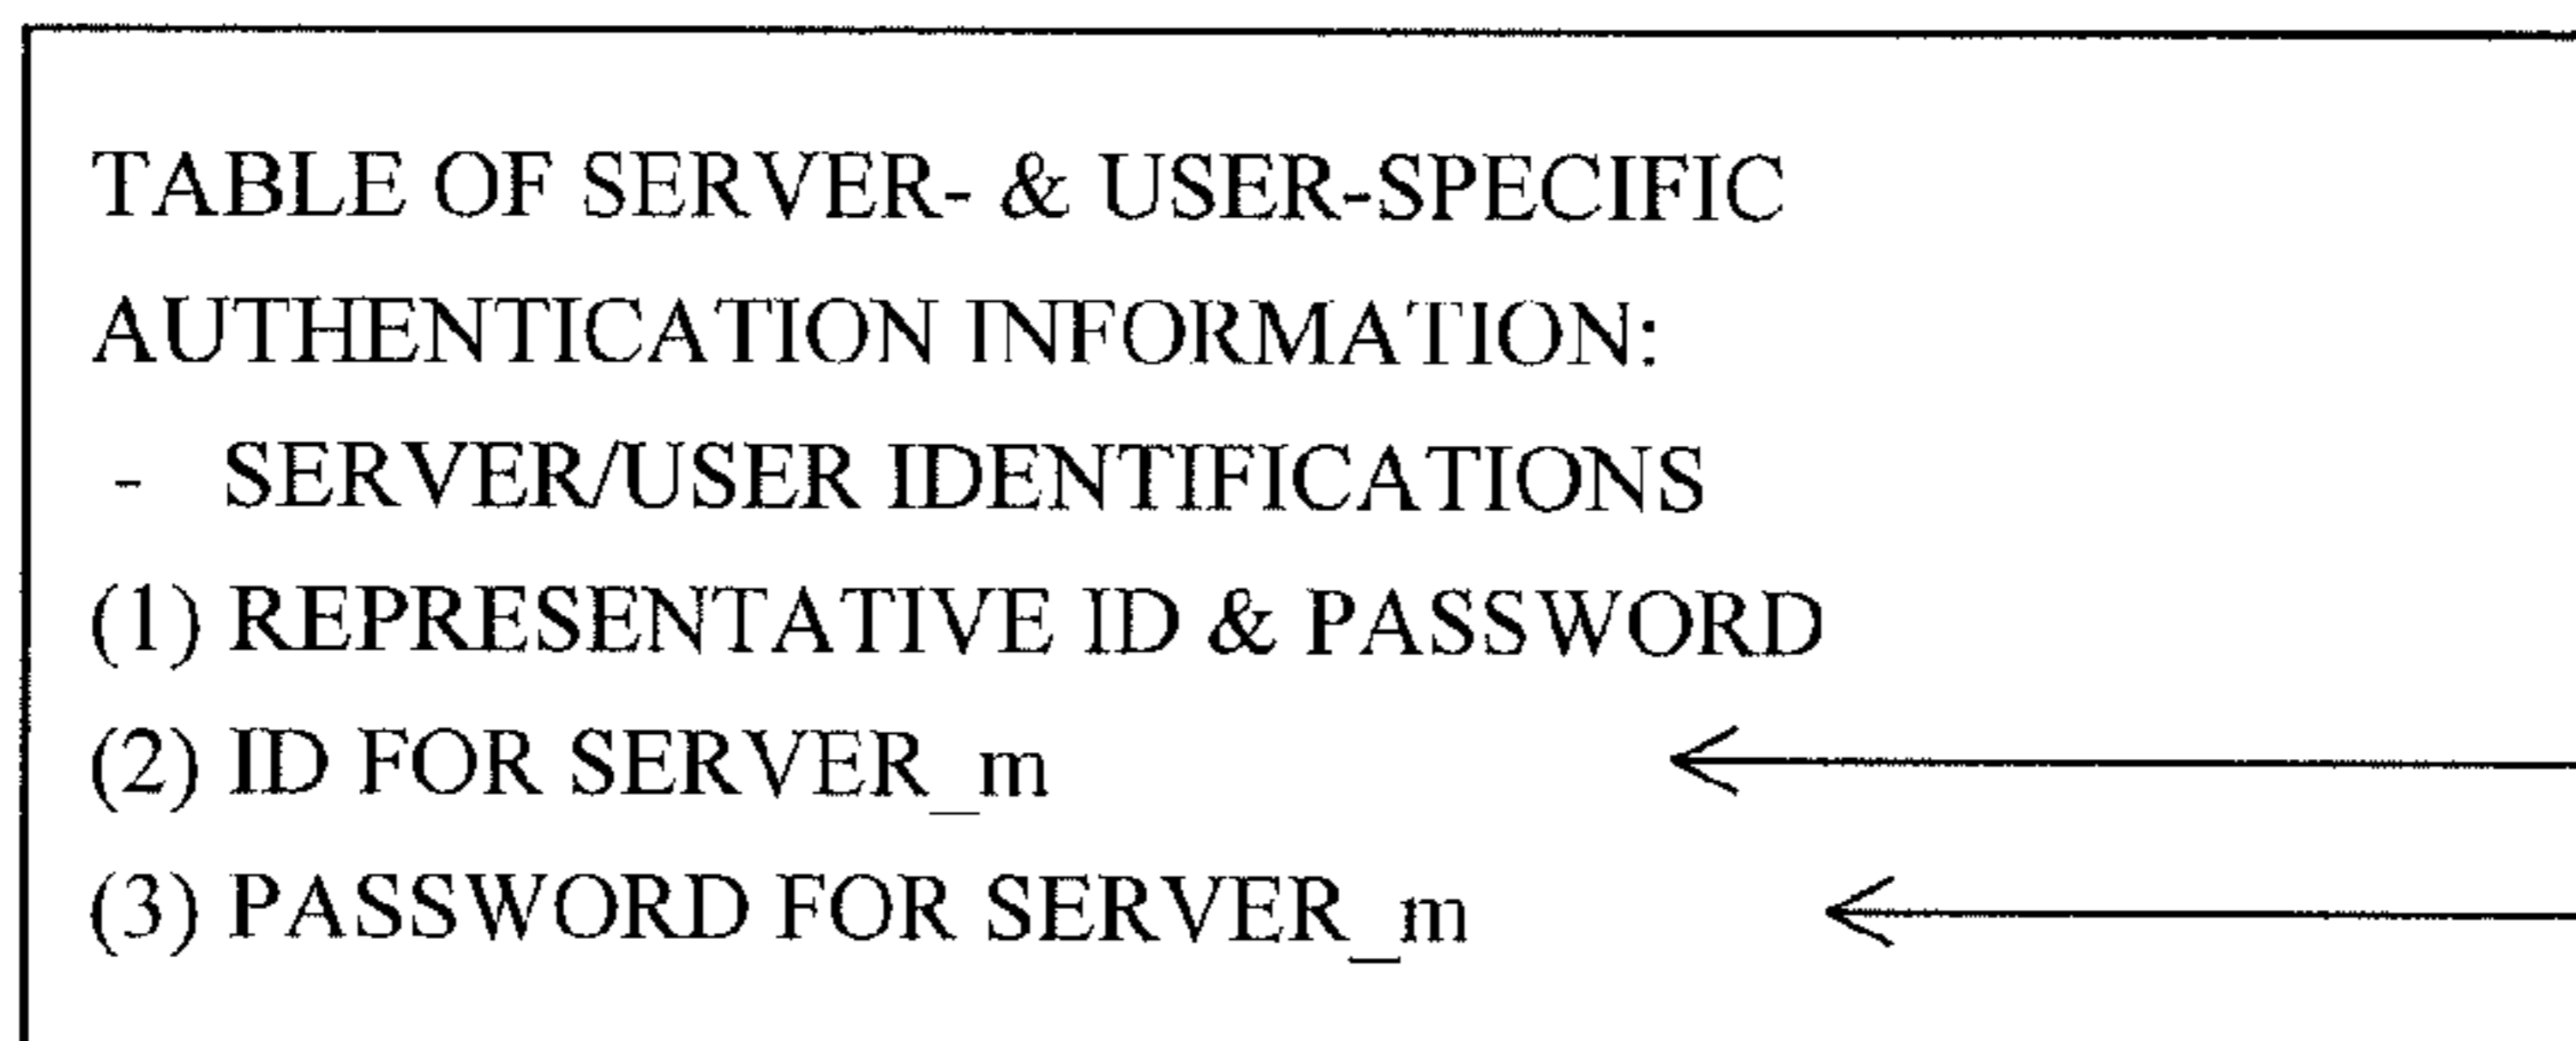 TABLE OF SERVER- & USER-SPECIFIC
AUTHENTICATION INFORMATION:
- SERVER/USER IDENTIFICATIONS
(1) REPRESENTATIVE ID & PASSWORD
(2) ID FOR SERVER_m
(3) PASSWORD FOR SERVER_m